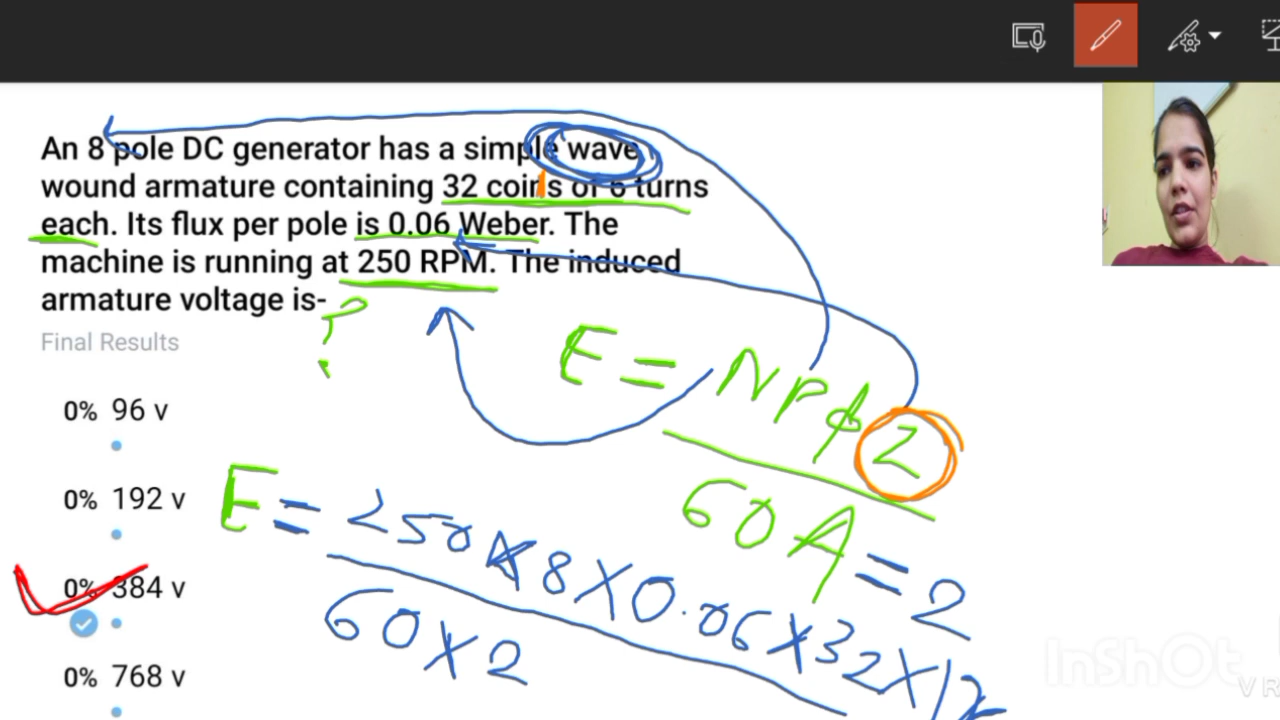 An 8 pole DC generator has a simple wave
wound armature containing 32 coins of 6 turns
each. Its flux per pole is 0.06 Weber. The
machine is running at 250 RPM. The induced
armature voltage is-
?
Final Results
E = NPϕZ
60A = 2
0% 96 v
0% 192 v
E = 250 X 8 X 0.06 X 32 X 12
60 X 2
0% 384 v
0% 768 v
InShOt
V R